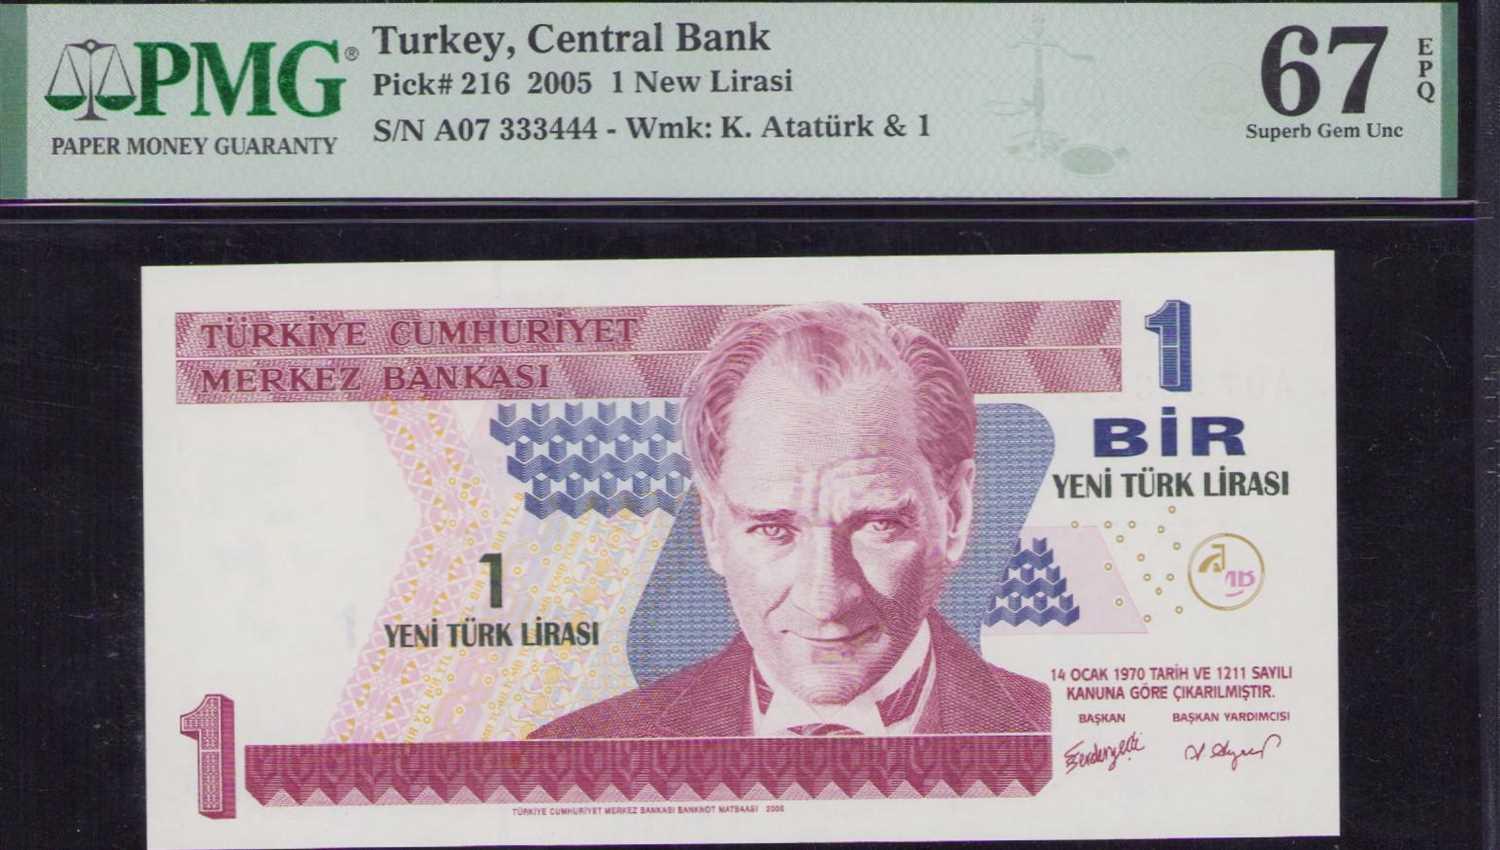 PMG®
PAPER MONEY GUARANTY
Turkey, Central Bank
Pick# 216 2005 1 New Lirasi
S/N A07 333444 - Wmk: K. Atatürk & 1
67
EPQ
Superb Gem Unc
TÜRKİYE CUMHURİYET
MERKEZ BANKASI
1
BİR
YENİ TÜRK LİRASI
1
YENİ TÜRK LİRASI
14 OCAK 1970 TARİH VE 1211 SAYILI
KANUNA GÖRE ÇIKARILMIŞTIR.
BAŞKAN BAŞKAN YARDIMCISI
1
TÜRKİYE CUMHURİYET MERKEZ BANKASI BANKNOT MATBAASI 2005